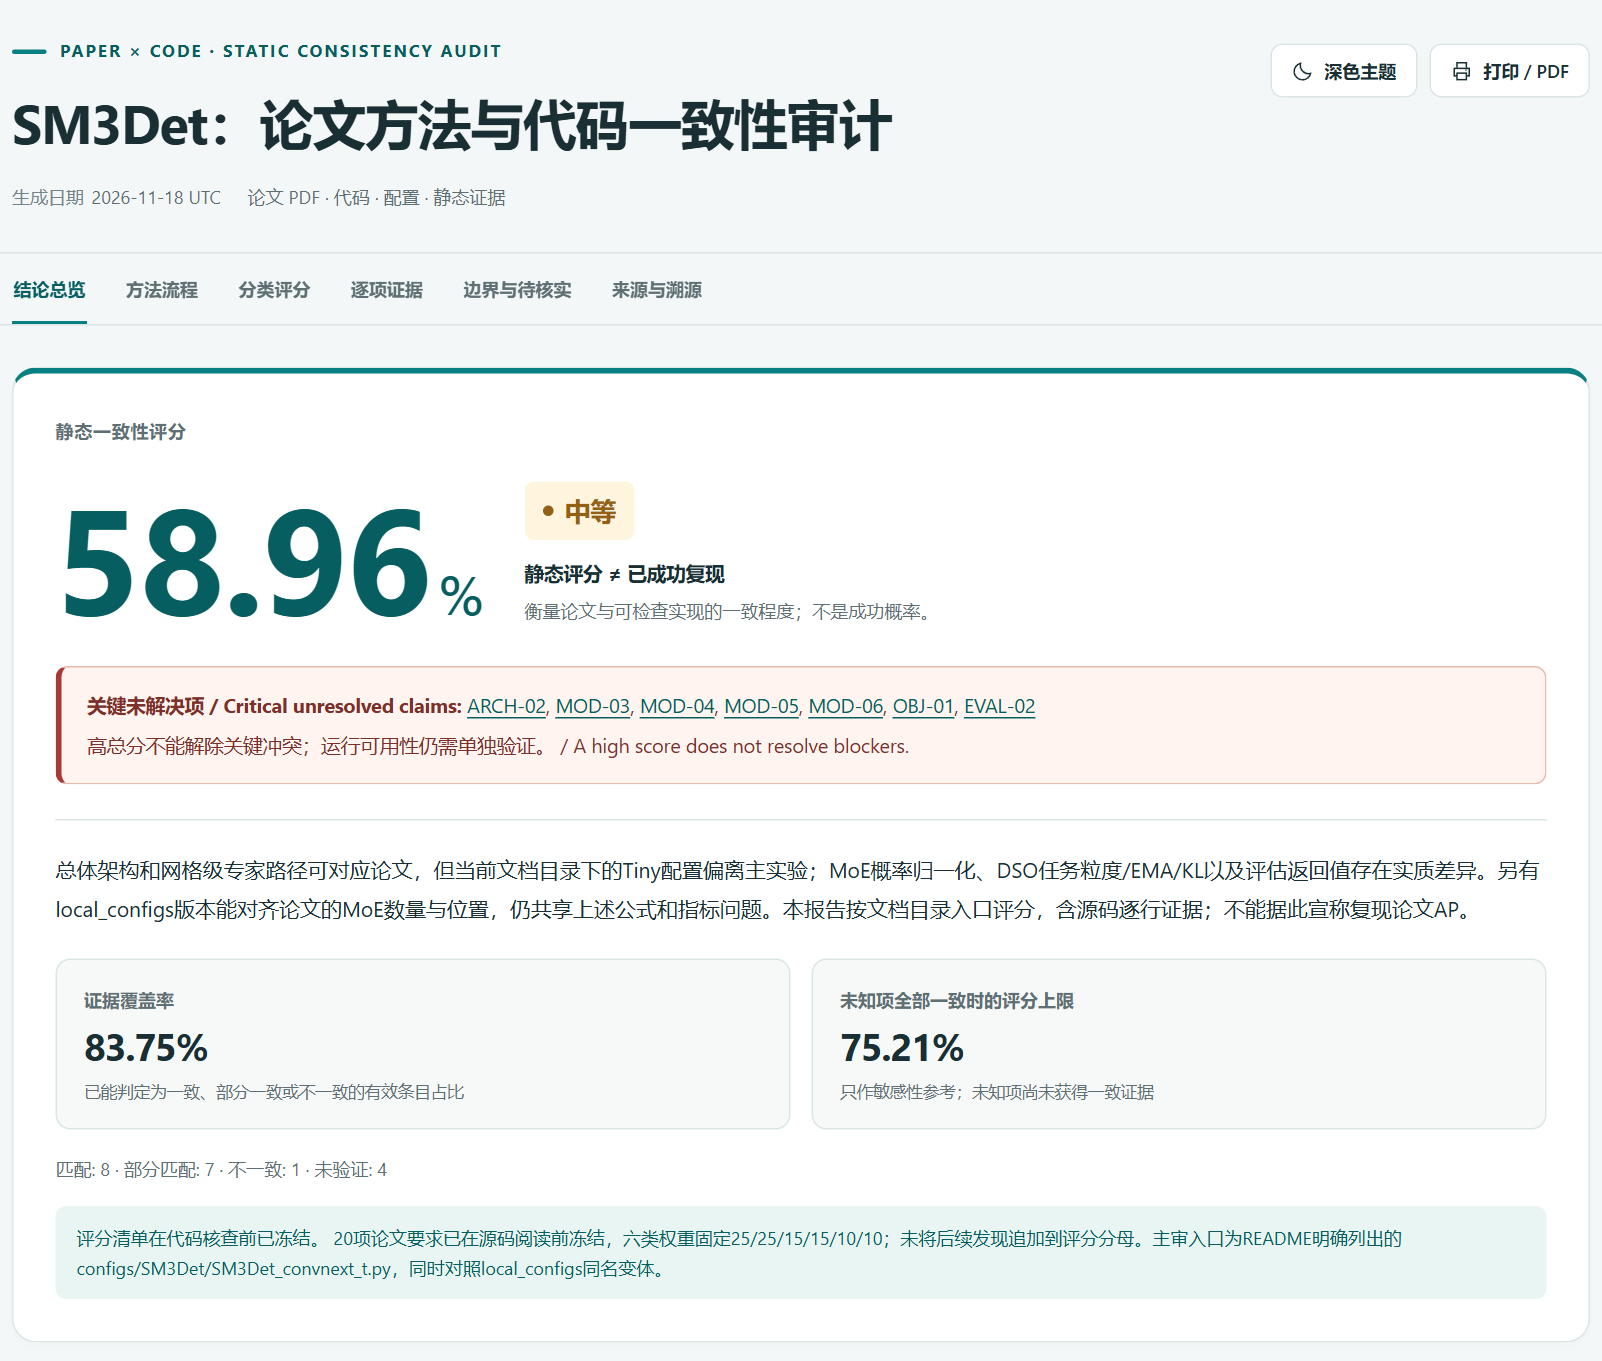 PAPER × CODE · STATIC CONSISTENCY AUDIT
深色主题
打印 / PDF
SM3Det：论文方法与代码一致性审计
生成日期 2026-11-18 UTC 论文 PDF · 代码 · 配置 · 静态证据
结论总览 方法流程 分类评分 逐项证据 边界与待核实 来源与溯源
静态一致性评分
58.96%
中等
静态评分 ≠ 已成功复现
衡量论文与可检查实现的一致程度；不是成功概率。
关键未解决项 / Critical unresolved claims: ARCH-02, MOD-03, MOD-04, MOD-05, MOD-06, OBJ-01, EVAL-02
高总分不能解除关键冲突；运行可用性仍需单独验证。 / A high score does not resolve blockers.
总体架构和网格级专家路径可对应论文，但当前文档目录下的Tiny配置偏离主实验；MoE概率归一化、DSO任务粒度/EMA/KL以及评估返回值存在实质差异。另有
local_configs版本能对齐论文的MoE数量与位置，仍共享上述公式和指标问题。本报告按文档目录入口评分，含源码逐行证据；不能据此宣称复现论文AP。
证据覆盖率
83.75%
已能判定为一致、部分一致或不一致的有效条目占比
未知项全部一致时的评分上限
75.21%
只作敏感性参考；未知项尚未获得一致证据
匹配: 8 · 部分匹配: 7 · 不一致: 1 · 未验证: 4
评分清单在代码核查前已冻结。 20项论文要求已在源码阅读前冻结，六类权重固定25/25/15/15/10/10；未将后续发现追加到评分分母。主审入口为README明确列出的
configs/SM3Det/SM3Det_convnext_t.py，同时对照local_configs同名变体。